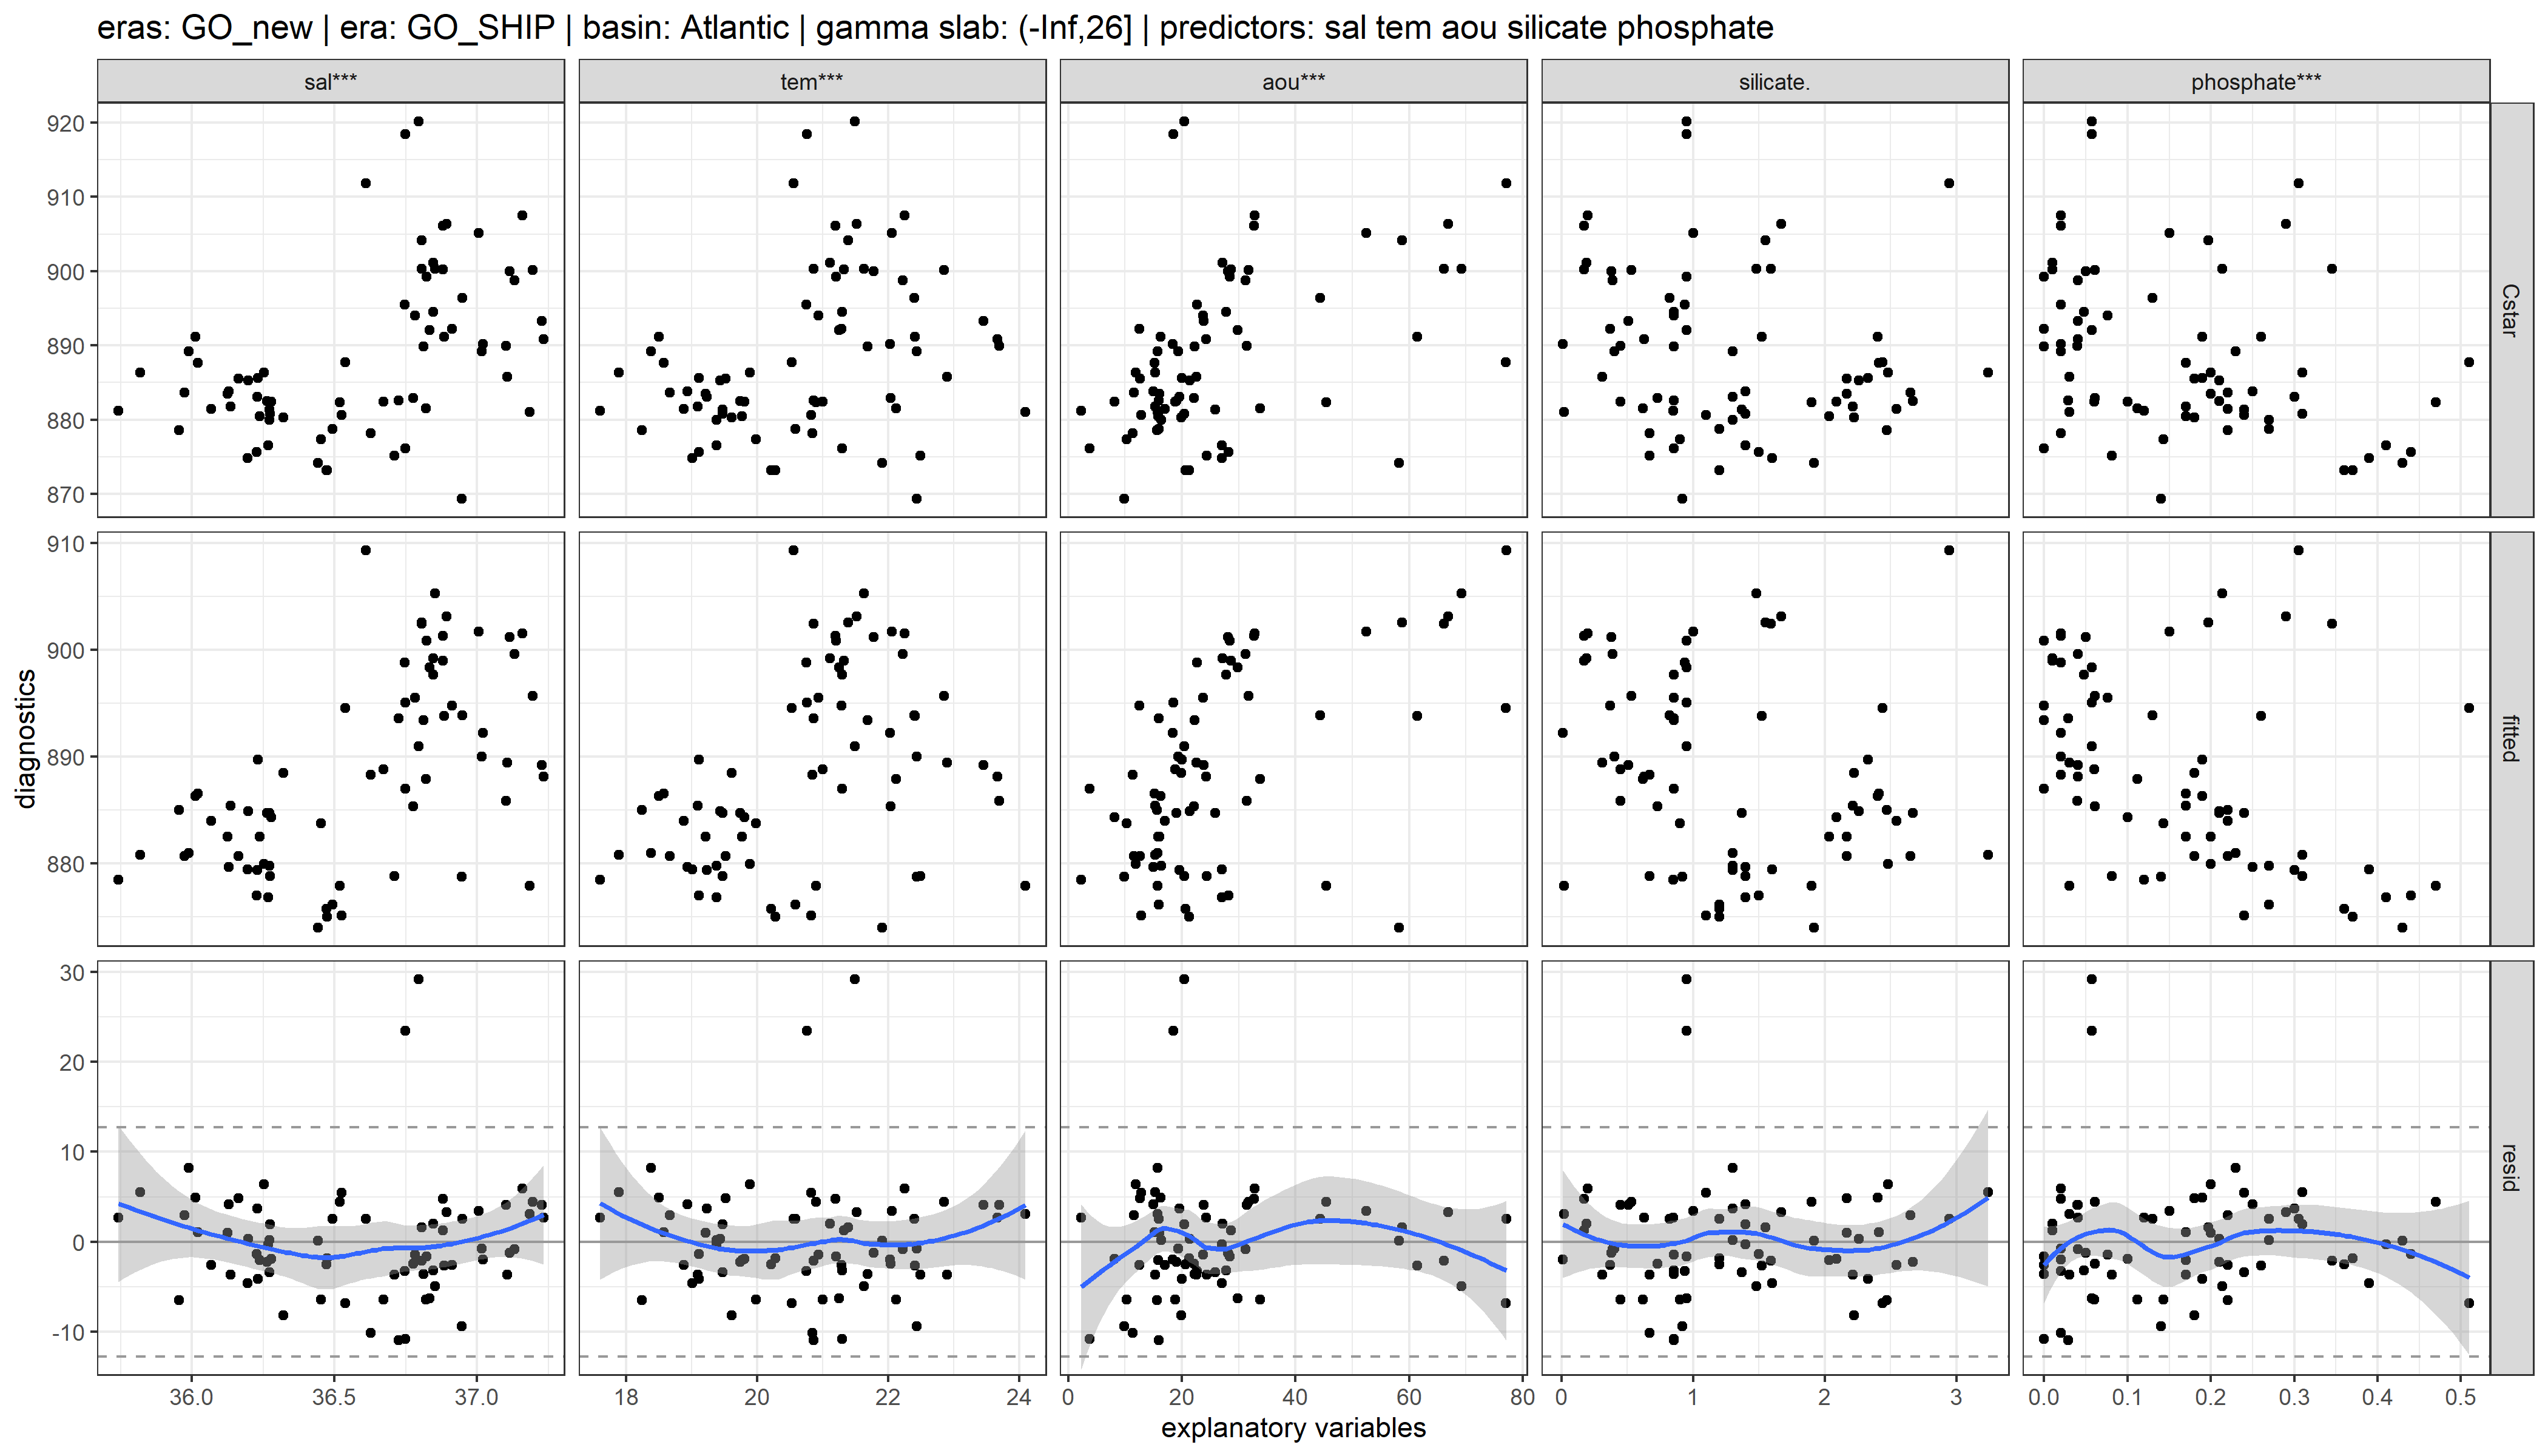 eras: GO_new | era: GO_SHIP | basin: Atlantic | gamma slab: (-Inf,26] | predictors: sal tem aou silicate phosphate
sal*** tem*** aou*** silicate. phosphate***
920
910
900
890
880
870
Cstar
910
900
890
880
fitted
diagnostics
30
20
10
0
-10
resid
36.0 36.5 37.0 18 20 22 24 0 20 40 60 80 0 1 2 3 0.0 0.1 0.2 0.3 0.4 0.5
explanatory variables